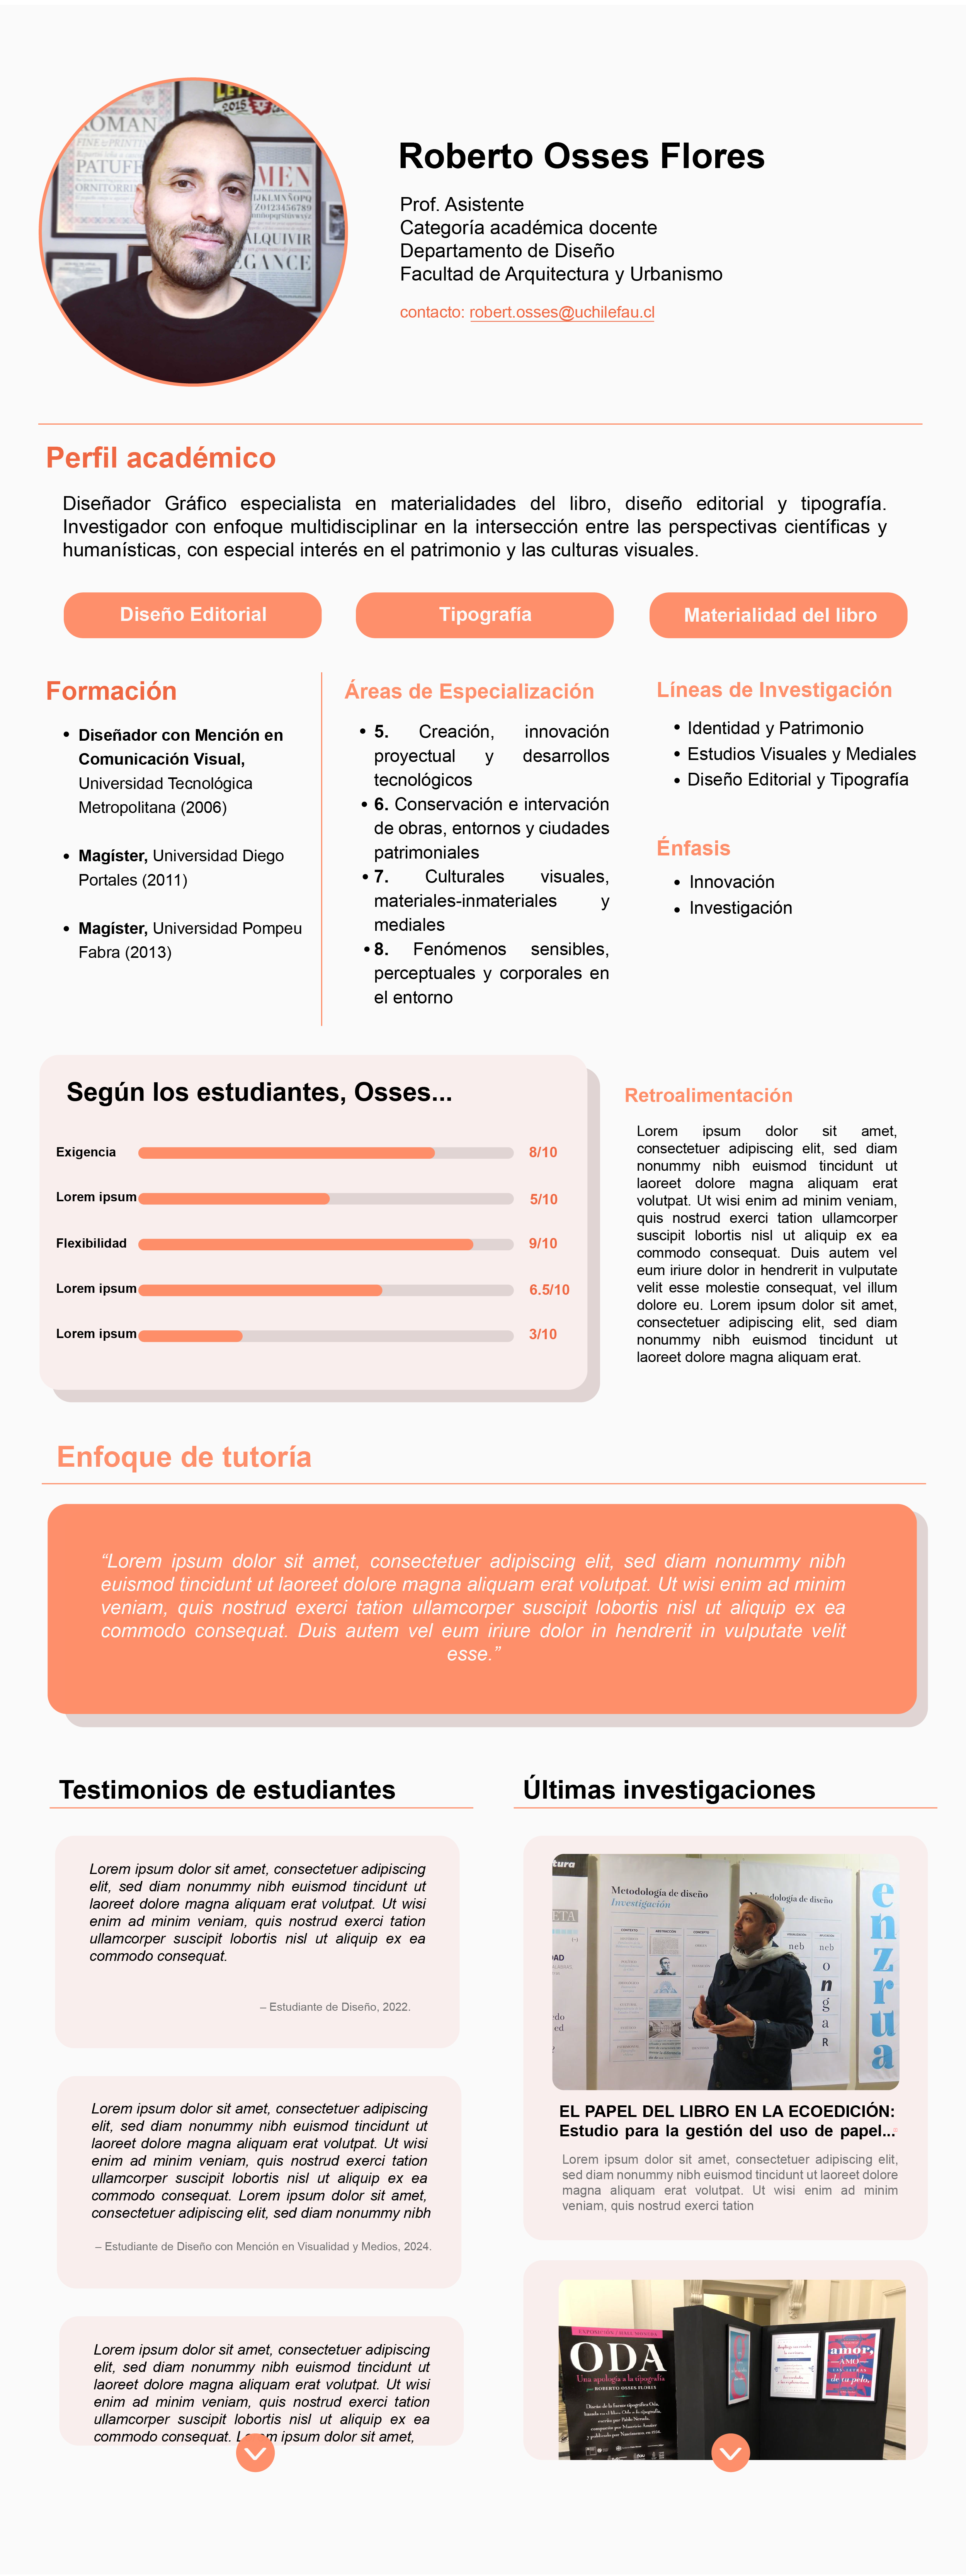 Roberto Osses Flores
Prof. Asistente
Categoría académica docente
Departamento de Diseño
Facultad de Arquitectura y Urbanismo
contacto: robert.osses@uchilefau.cl
Perfil académico
Diseñador Gráfico especialista en materialidades del libro, diseño editorial y tipografía.
Investigador con enfoque multidisciplinar en la intersección entre las perspectivas científicas y
humanísticas, con especial interés en el patrimonio y las culturas visuales.
Diseño Editorial
Tipografía
Materialidad del libro
Formación
• Diseñador con Mención en
Comunicación Visual,
Universidad Tecnológica
Metropolitana (2006)
• Magíster, Universidad Diego
Portales (2011)
• Magíster, Universidad Pompeu
Fabra (2013)
Áreas de Especialización
• 5. Creación, innovación
proyectual y desarrollos
tecnológicos
• 6. Conservación e intervación
de obras, entornos y ciudades
patrimoniales
• 7. Culturales visuales,
materiales-inmateriales y
mediales
• 8. Fenómenos sensibles,
perceptuales y corporales en
el entorno
Líneas de Investigación
• Identidad y Patrimonio
• Estudios Visuales y Mediales
• Diseño Editorial y Tipografía
Énfasis
• Innovación
• Investigación
Según los estudiantes, Osses...
Exigencia 8/10
Lorem ipsum 5/10
Flexibilidad 9/10
Lorem ipsum 6.5/10
Lorem ipsum 3/10
Retroalimentación
Lorem ipsum dolor sit amet,
consectetuer adipiscing elit, sed diam
nonummy nibh euismod tincidunt ut
laoreet dolore magna aliquam erat
volutpat. Ut wisi enim ad minim veniam,
quis nostrud exerci tation ullamcorper
suscipit lobortis nisl ut aliquip ex ea
commodo consequat. Duis autem vel
eum iriure dolor in hendrerit in vulputate
velit esse molestie consequat, vel illum
dolore eu. Lorem ipsum dolor sit amet,
consectetuer adipiscing elit, sed diam
nonummy nibh euismod tincidunt ut
laoreet dolore magna aliquam erat.
Enfoque de tutoría
“Lorem ipsum dolor sit amet, consectetuer adipiscing elit, sed diam nonummy nibh
euismod tincidunt ut laoreet dolore magna aliquam erat volutpat. Ut wisi enim ad minim
veniam, quis nostrud exerci tation ullamcorper suscipit lobortis nisl ut aliquip ex ea
commodo consequat. Duis autem vel eum iriure dolor in hendrerit in vulputate velit
esse.”
Testimonios de estudiantes
Lorem ipsum dolor sit amet, consectetuer adipiscing
elit, sed diam nonummy nibh euismod tincidunt ut
laoreet dolore magna aliquam erat volutpat. Ut wisi
enim ad minim veniam, quis nostrud exerci tation
ullamcorper suscipit lobortis nisl ut aliquip ex ea
commodo consequat.
– Estudiante de Diseño, 2022.
Lorem ipsum dolor sit amet, consectetuer adipiscing
elit, sed diam nonummy nibh euismod tincidunt ut
laoreet dolore magna aliquam erat volutpat. Ut wisi
enim ad minim veniam, quis nostrud exerci tation
ullamcorper suscipit lobortis nisl ut aliquip ex ea
commodo consequat. Lorem ipsum dolor sit amet,
consectetuer adipiscing elit, sed diam nonummy nibh
– Estudiante de Diseño con Mención en Visualidad y Medios, 2024.
Lorem ipsum dolor sit amet, consectetuer adipiscing
elit, sed diam nonummy nibh euismod tincidunt ut
laoreet dolore magna aliquam erat volutpat. Ut wisi
enim ad minim veniam, quis nostrud exerci tation
ullamcorper suscipit lobortis nisl ut aliquip ex ea
commodo consequat. Lorem ipsum dolor sit amet,
Últimas investigaciones
Metodología de diseño
Investigación
enzrua
EL PAPEL DEL LIBRO EN LA ECOEDICIÓN:
Estudio para la gestión del uso de papel...
Lorem ipsum dolor sit amet, consectetuer adipiscing elit,
sed diam nonummy nibh euismod tincidunt ut laoreet dolore
magna aliquam erat volutpat. Ut wisi enim ad minim
veniam, quis nostrud exerci tation
ODA
Una apología a la tipografía
por ROBERTO OSSES FLORES
amor,
AMO